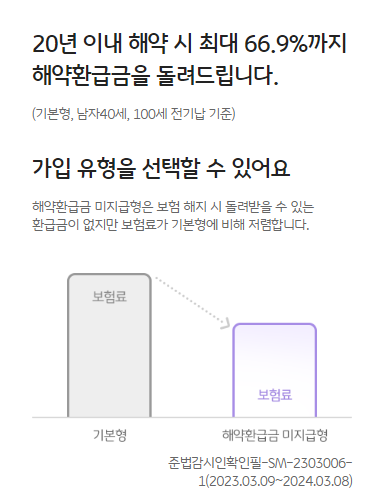 20년 이내 해약 시 최대 66.9%까지
해약환급금을 돌려드립니다.
(기본형, 남자40세, 100세 전기납 기준)
가입 유형을 선택할 수 있어요
해약환급금 미지급형은 보험 해지 시 돌려받을 수 있는
환급금이 없지만 보험료가 기본형에 비해 저렴합니다.
보험료
보험료
기본형
해약환급금 미지급형
준법감시인확인필-SM-2303006-
1(2023.03.09~2024.03.08)